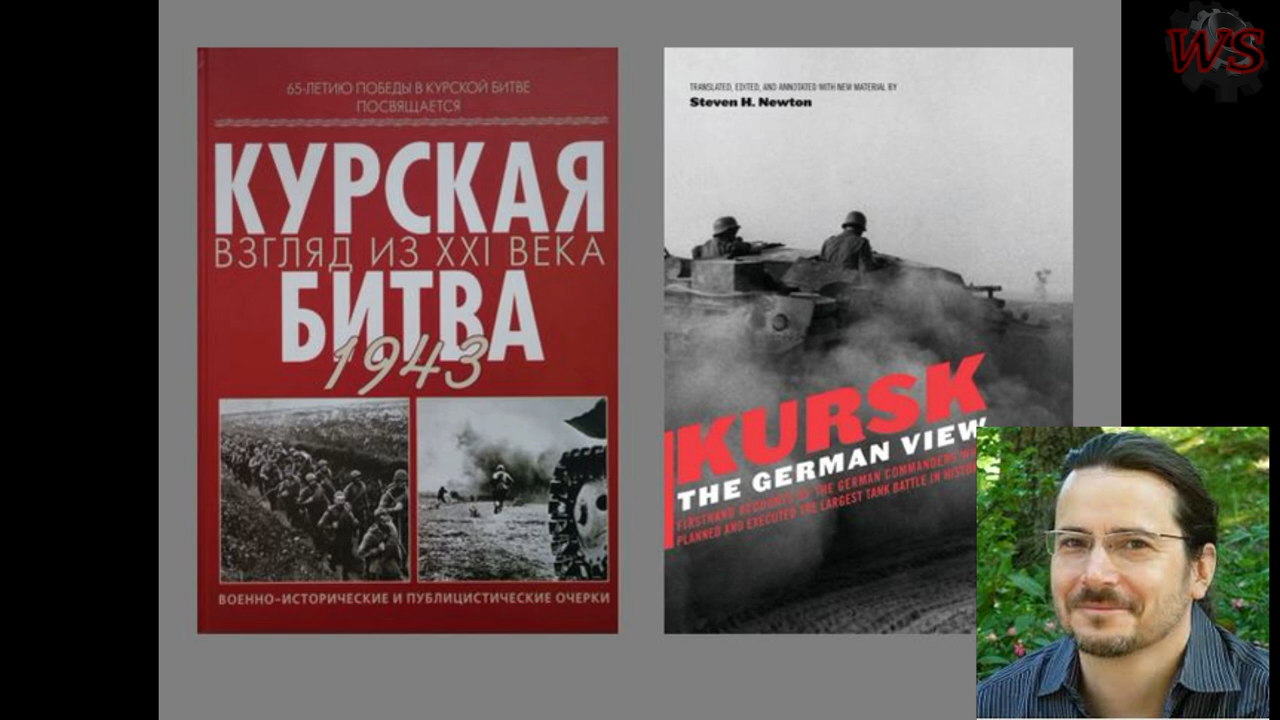 65-ЛЕТИЮ ПОБЕДЫ В КУРСКОЙ БИТВЕ
ПОСВЯЩАЕТСЯ
КУРСКАЯ
ВЗГЛЯД ИЗ XXI ВЕКА
БИТВА
1943
ВОЕННО-ИСТОРИЧЕСКИЕ И ПУБЛИЦИСТИЧЕСКИЕ ОЧЕРКИ
TRANSLATED, EDITED, AND ANNOTATED WITH NEW MATERIAL BY
Steven H. Newton
KURSK
THE GERMAN VIEW
FIRSTHAND ACCOUNTS OF THE GERMAN COMMANDERS
PLANNED AND EXECUTED THE LARGEST TANK BATTLE IN
WS